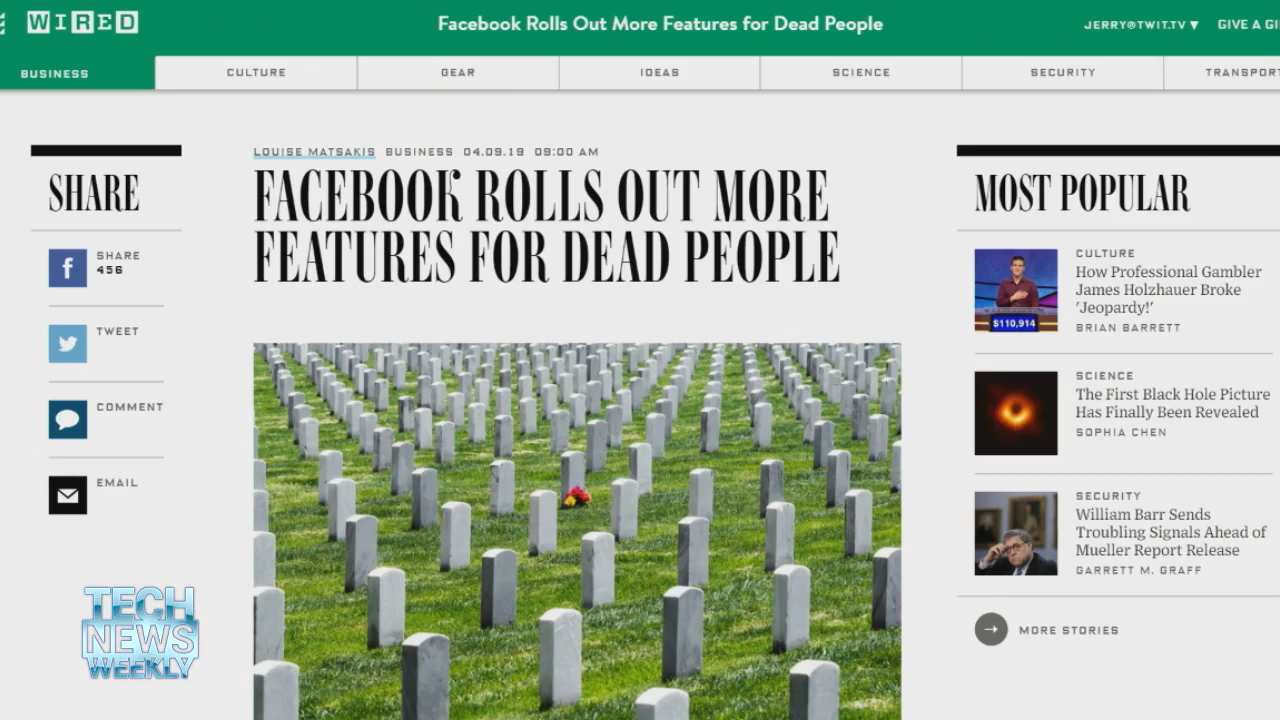 WIRED
Facebook Rolls Out More Features for Dead People
JERRY@TWIT.TV ▼
GIVE A GI
BUSINESS
CULTURE
GEAR
IDEAS
SCIENCE
SECURITY
TRANSPORT
SHARE
SHARE
456
TWEET
COMMENT
EMAIL
LOUISE MATSAKIS BUSINESS 04.09.19 09:00 AM
FACEBOOK ROLLS OUT MORE
FEATURES FOR DEAD PEOPLE
MOST POPULAR
$110,914
CULTURE
How Professional Gambler
James Holzhauer Broke
'Jeopardy!'
BRIAN BARRETT
SCIENCE
The First Black Hole Picture
Has Finally Been Revealed
SOPHIA CHEN
SECURITY
William Barr Sends
Troubling Signals Ahead of
Mueller Report Release
GARRETT M. GRAFF
MORE STORIES
TECH
NEWS
WEEKLY